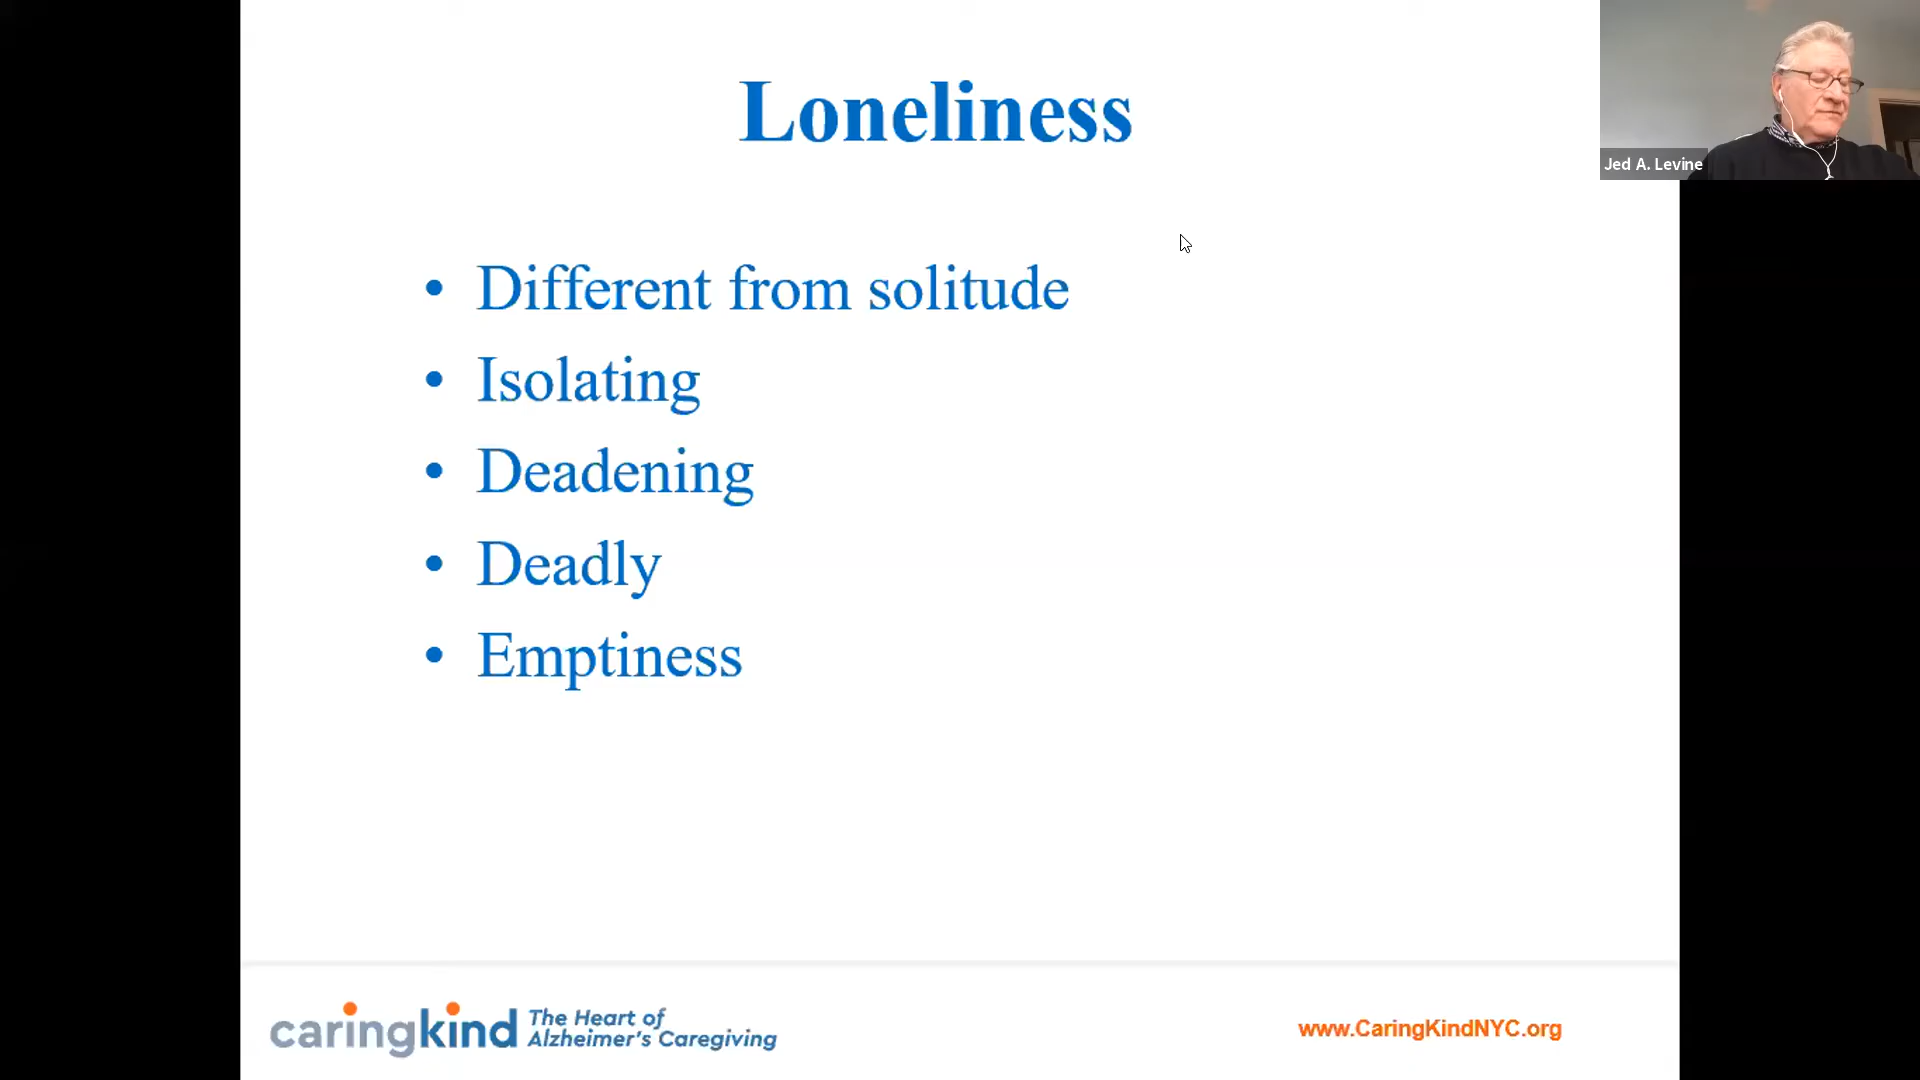 Loneliness
Jed A. Levine
• Different from solitude
• Isolating
• Deadening
• Deadly
• Emptiness
caringkind The Heart of
Alzheimer's Caregiving
www.CaringKindNYC.org